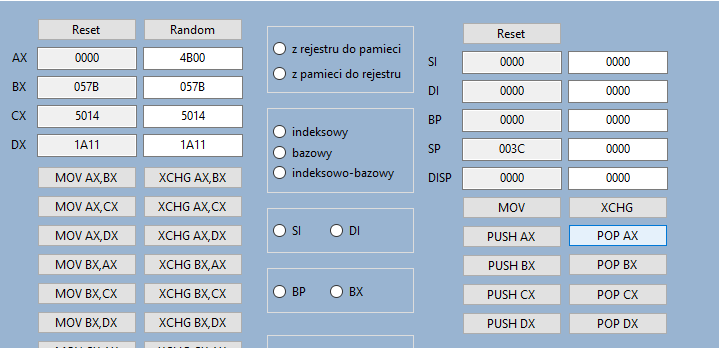 Reset Random
AX 0000 4B00
BX 057B 057B
CX 5014 5014
DX 1A11 1A11
MOV AX,BX XCHG AX,BX
MOV AX,CX XCHG AX,CX
MOV AX,DX XCHG AX,DX
MOV BX,AX XCHG BX,AX
MOV BX,CX XCHG BX,CX
MOV BX,DX XCHG BX,DX
z rejestru do pamieci
z pamieci do rejestru
indeksowy
bazowy
indeksowo-bazowy
SI DI
BP BX
Reset
SI 0000 0000
DI 0000 0000
BP 0000 0000
SP 003C 0000
DISP 0000 0000
MOV XCHG
PUSH AX POP AX
PUSH BX POP BX
PUSH CX POP CX
PUSH DX POP DX